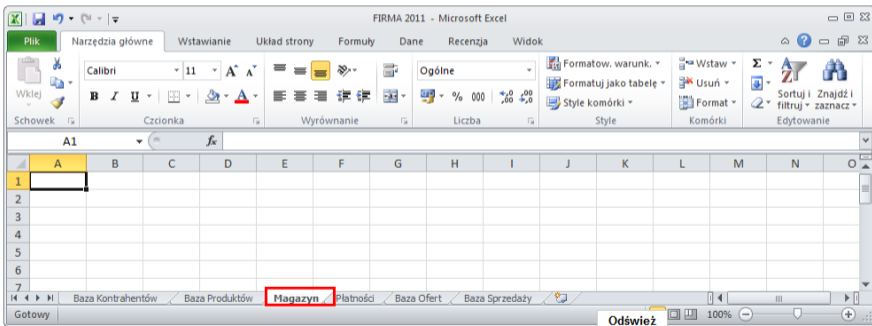 FIRMA 2011 - Microsoft Excel
Plik Narzędzia główne Wstawianie Układ strony Formuły Dane Recenzja Widok
Wklej
Calibri 11
B I U A
Ogólne
% 000
Formatow. warunk.
Formatuj jako tabelę
Style komórki
Wstaw
Usuń
Format
Σ
Sortuj i filtruj
Znajdź i zaznacz
Schowek Czcionka Wyrównanie Liczba Style Komórki Edytowanie
A1 fx
A B C D E F G H I J K L M N O
1
2
3
4
5
6
7
Baza Kontrahentów Baza Produktów Magazyn Płatności Baza Ofert Baza Sprzedaży
Gotowy Odśwież 100%